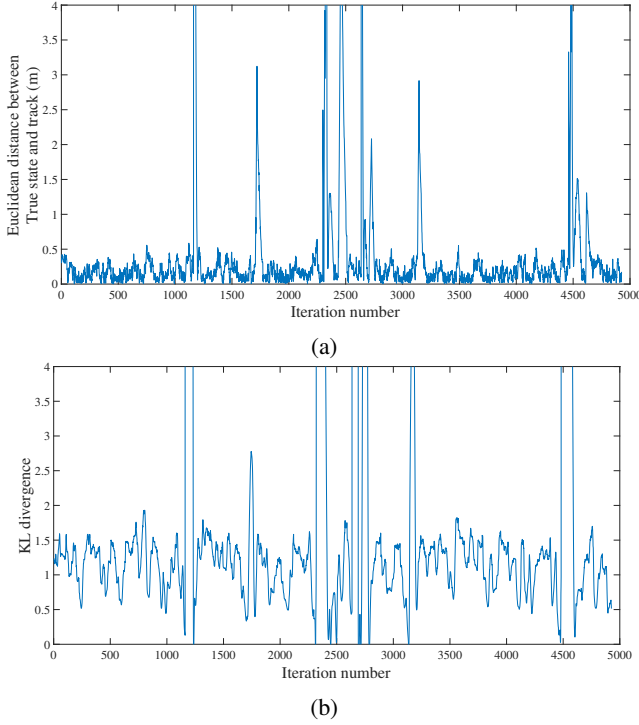 4
3.5
3
2.5
2
1.5
1
0.5
0
Euclidean distance between
True state and track (m)
0 500 1000 1500 2000 2500 3000 3500 4000 4500 5000
Iteration number
(a)
4
3.5
3
2.5
2
1.5
1
0.5
0
KL divergence
0 500 1000 1500 2000 2500 3000 3500 4000 4500 5000
Iteration number
(b)